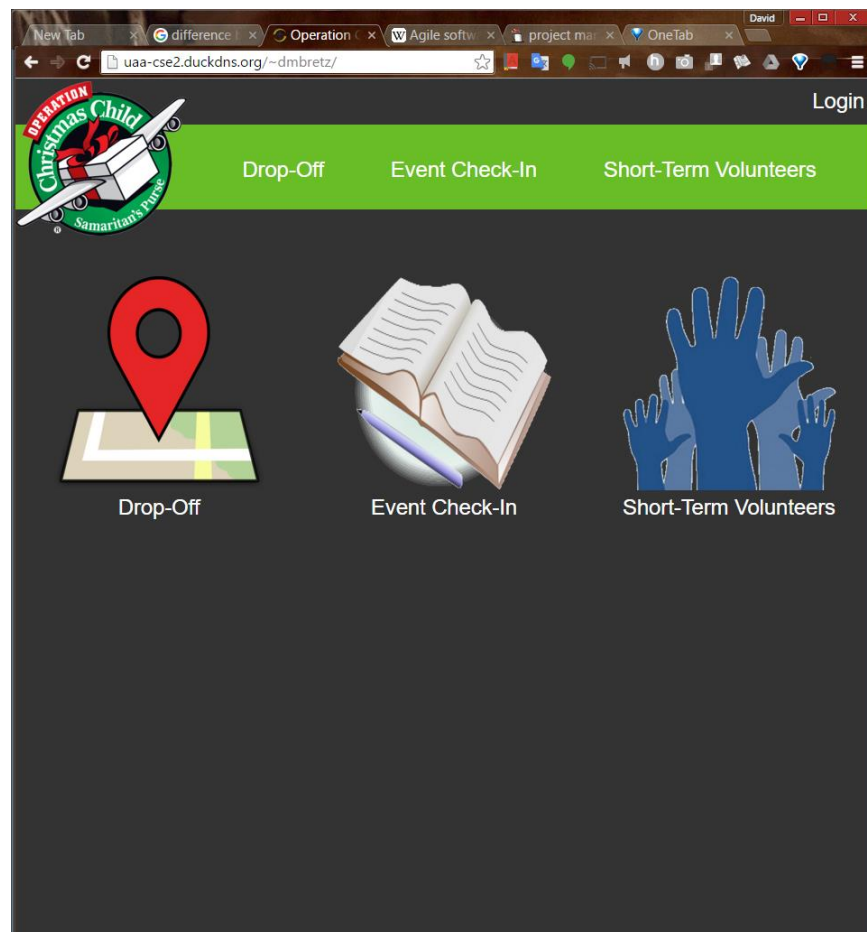 David
New Tab
difference
Operation
Agile softw
project mar
OneTab
uaa-cse2.duckdns.org/~dmbretz/
Login
OPERATION
Christmas Child
Samaritan's Purse
®
Drop-Off Event Check-In Short-Term Volunteers
Drop-Off Event Check-In Short-Term Volunteers